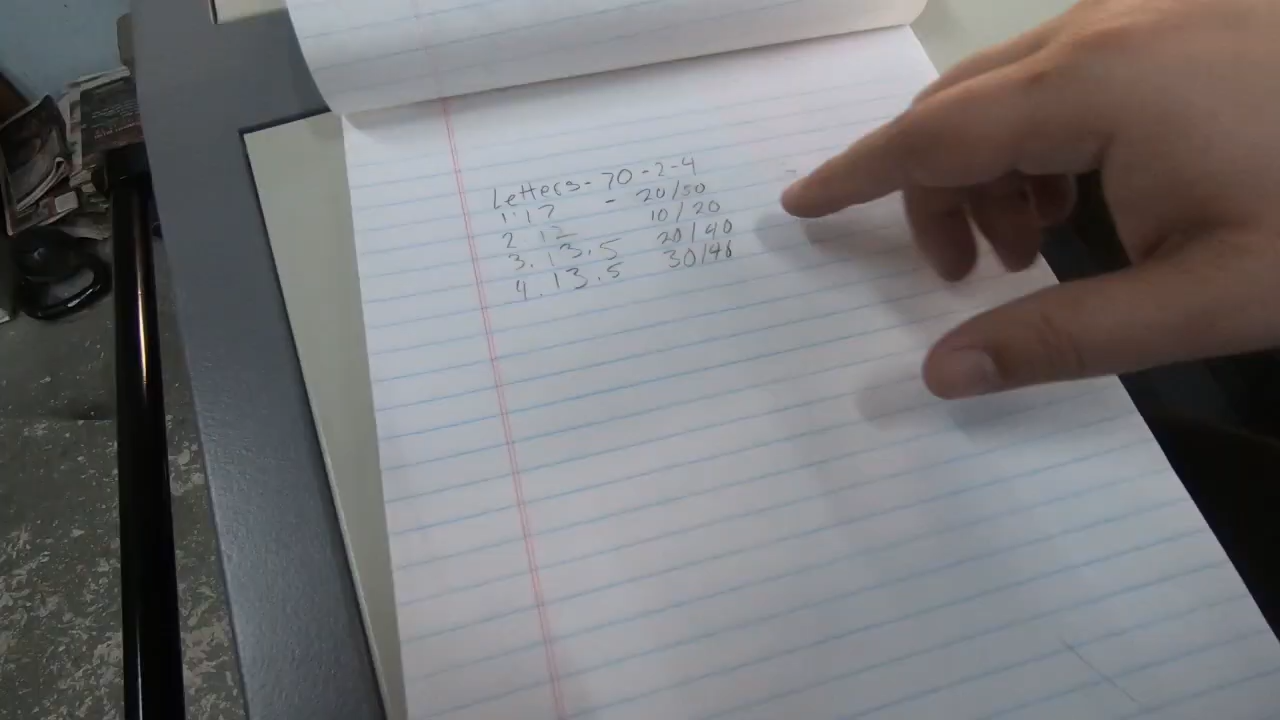 Letters - 70 - 2 - 4
1. 17 - 20/50
2 12 10/20
3. 13.5 20/40
4. 13.5 30/46